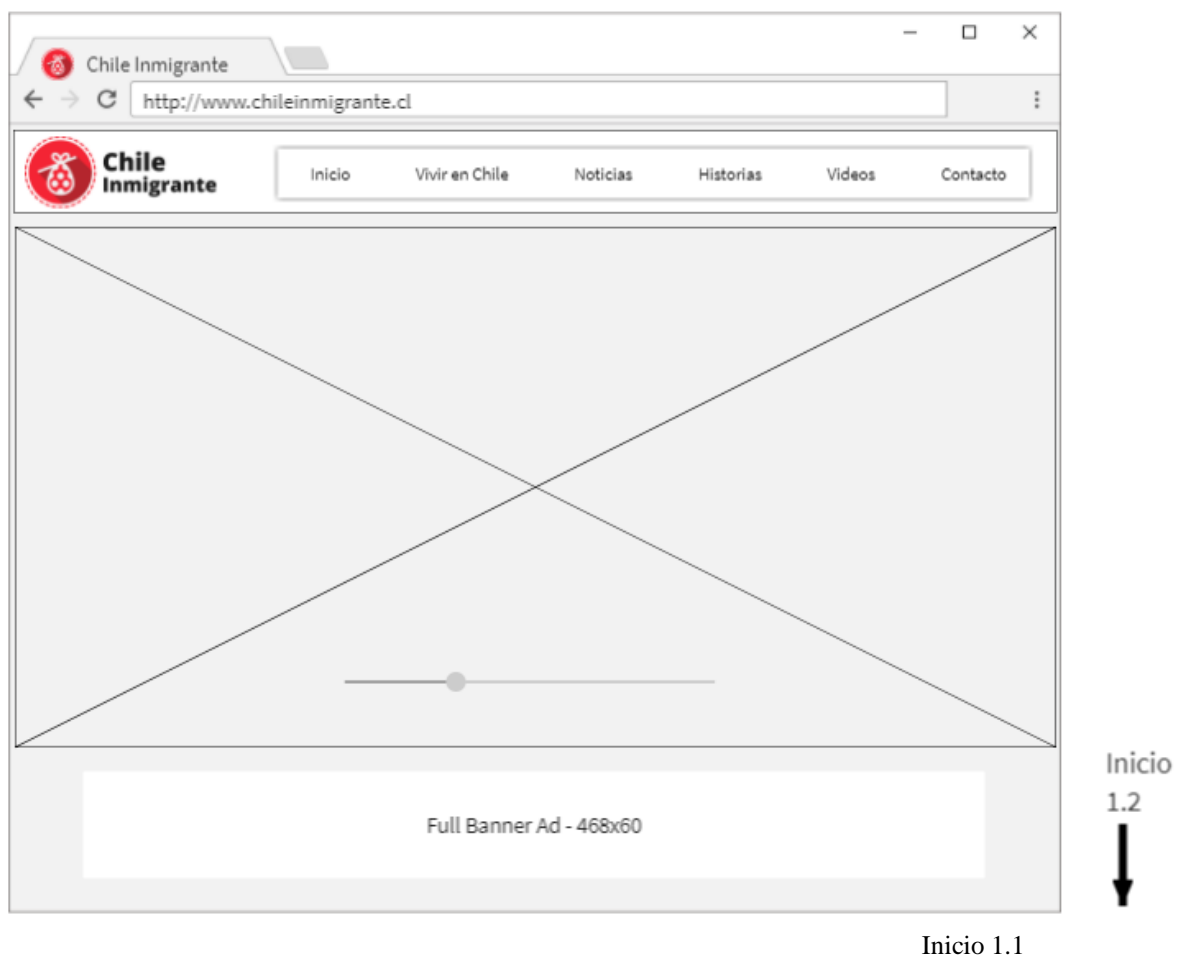 Chile Inmigrante
http://www.chileinmigrante.cl
Chile
Inmigrante
Inicio Vivir en Chile Noticias Historias Videos Contacto
Full Banner Ad - 468x60
Inicio
1.2
Inicio 1.1